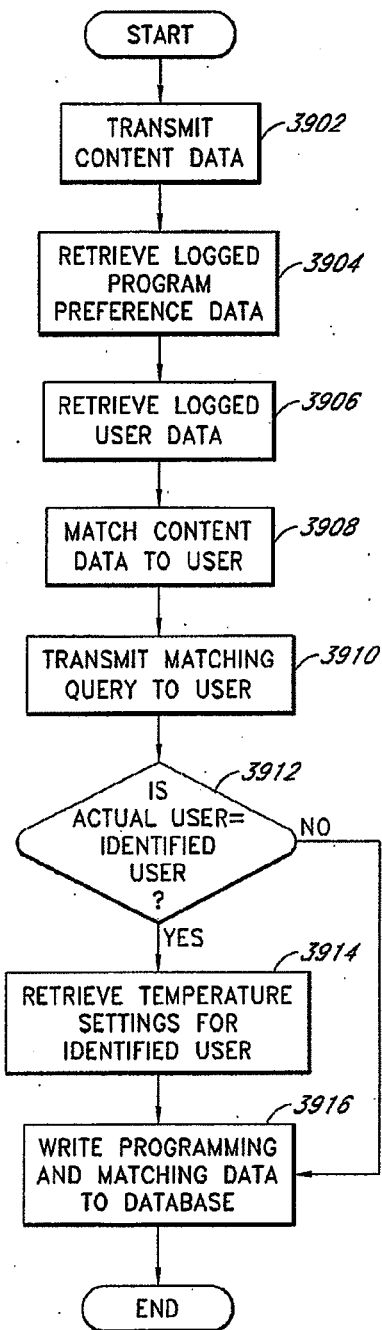 START
TRANSMIT
CONTENT DATA
3902
RETRIEVE LOGGED
PROGRAM
PREFERENCE DATA
3904
RETRIEVE LOGGED
USER DATA
3906
MATCH CONTENT
DATA TO USER
3908
TRANSMIT MATCHING
QUERY TO USER
3910
IS
ACTUAL USER=
IDENTIFIED
USER
?
3912
NO
YES
RETRIEVE TEMPERATURE
SETTINGS FOR
IDENTIFIED USER
3914
WRITE PROGRAMMING
AND MATCHING DATA
TO DATABASE
3916
END